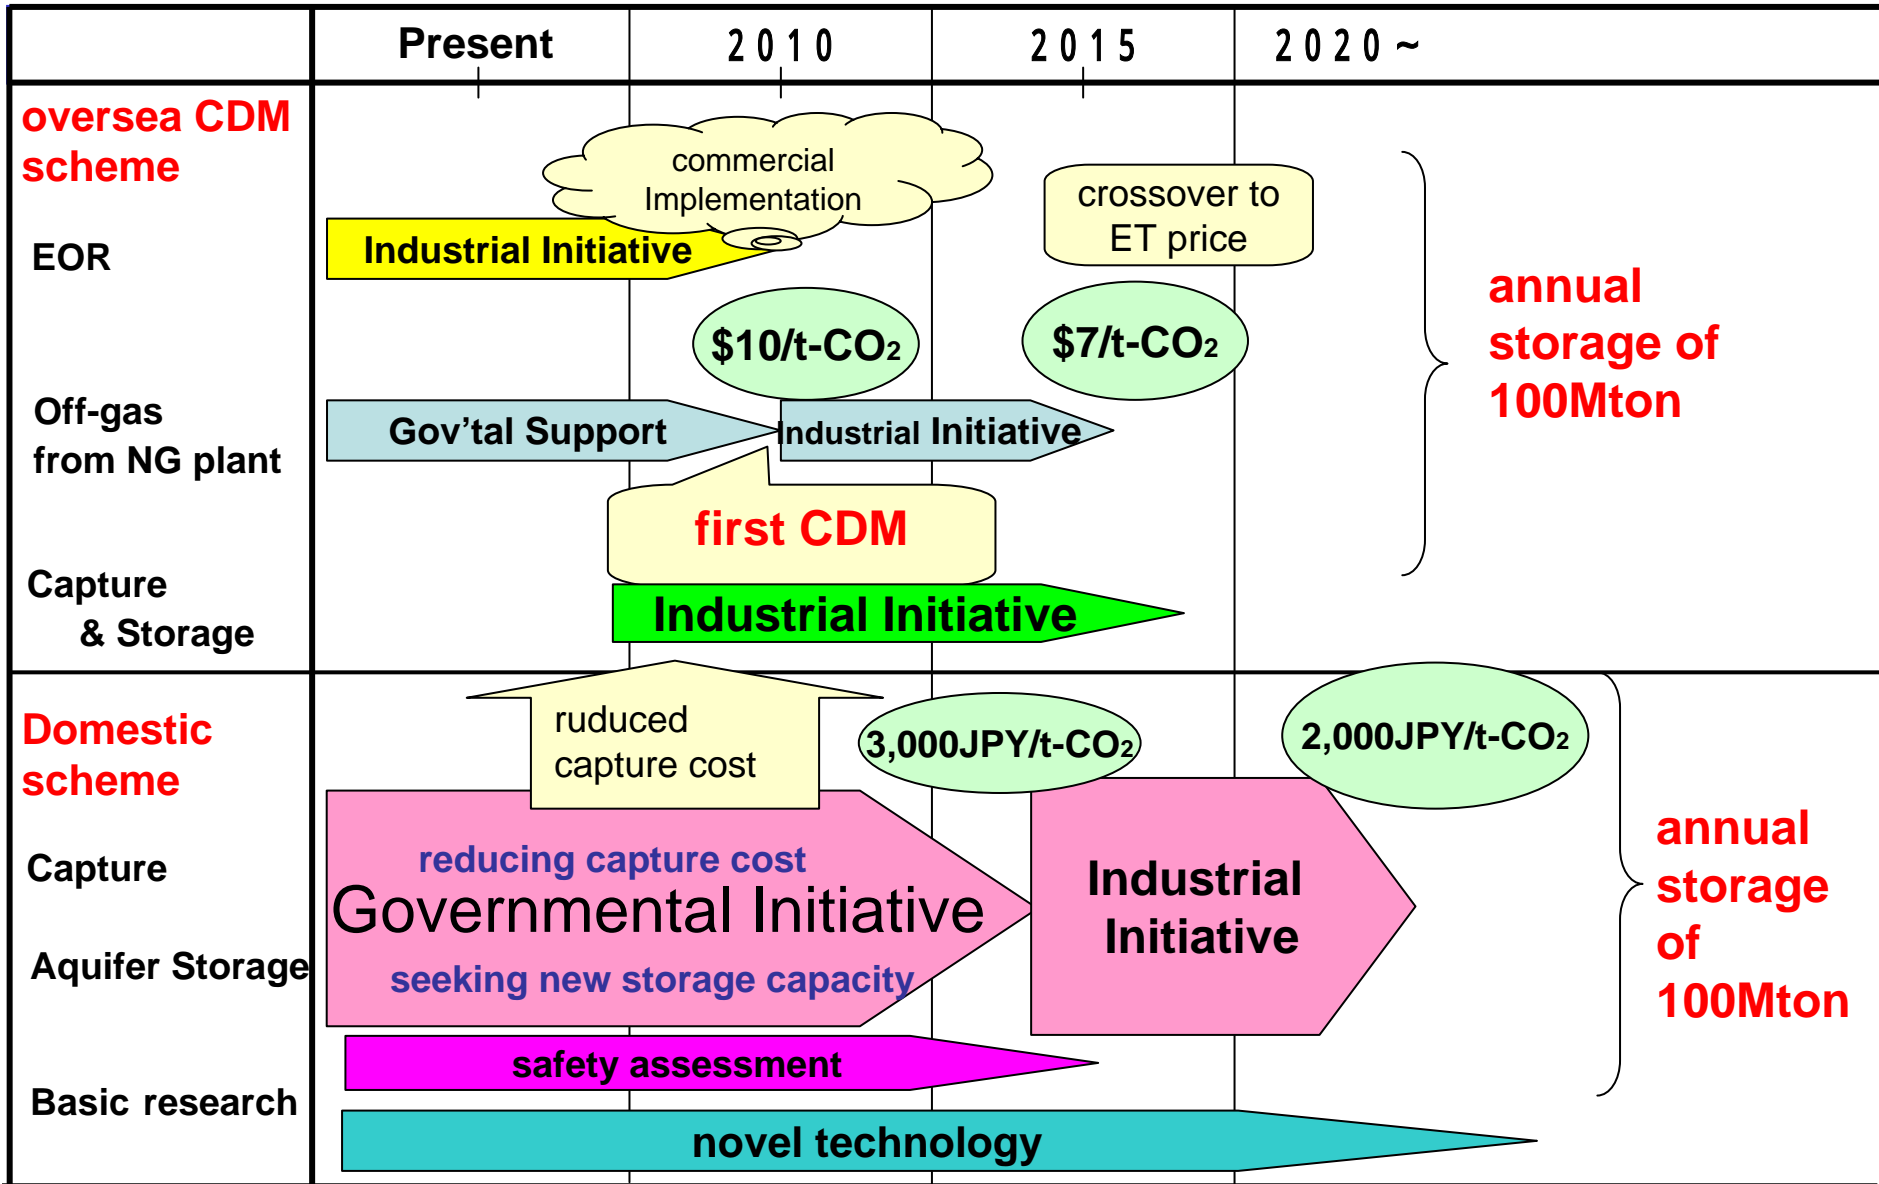 Present
2010
2015
2020~
oversea CDM
scheme
commercial
Implementation
crossover to
ET price
EOR
Industrial Initiative
annual
storage of
100Mton
$10/t-CO2
$7/t-CO2
Off-gas
from NG plant
Gov'tal Support
Industrial Initiative
first CDM
Capture
& Storage
Industrial Initiative
Domestic
scheme
ruduced
capture cost
3,000JPY/t-CO2
2,000JPY/t-CO2
Capture
reducing capture cost
Governmental Initiative
Industrial
Initiative
annual
storage
of
100Mton
Aquifer Storage
seeking new storage capacity
safety assessment
Basic research
novel technology